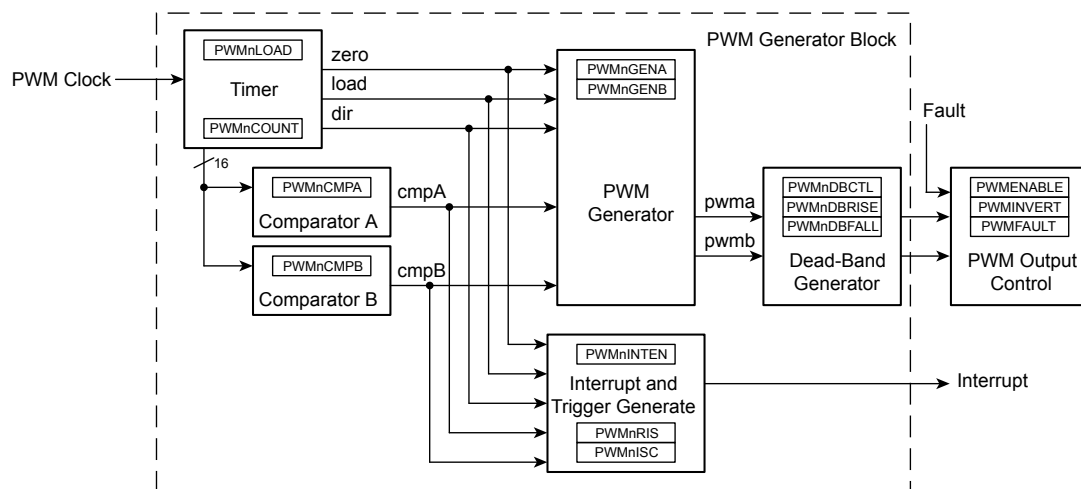 PWM Generator Block
PWM Clock
PWMnLOAD
Timer
PWMnCOUNT
zero
load
dir
16
PWMnCMPA
Comparator A
cmpA
PWMnCMPB
Comparator B
cmpB
PWMnGENA
PWMnGENB
PWM
Generator
pwma
pwmb
PWMnDBCTL
PWMnDBRISE
PWMnDBFALL
Dead-Band
Generator
Fault
PWMENABLE
PWMINVERT
PWMFAULT
PWM Output
Control
PWMnINTEN
Interrupt and
Trigger Generate
PWMnRIS
PWMnISC
Interrupt